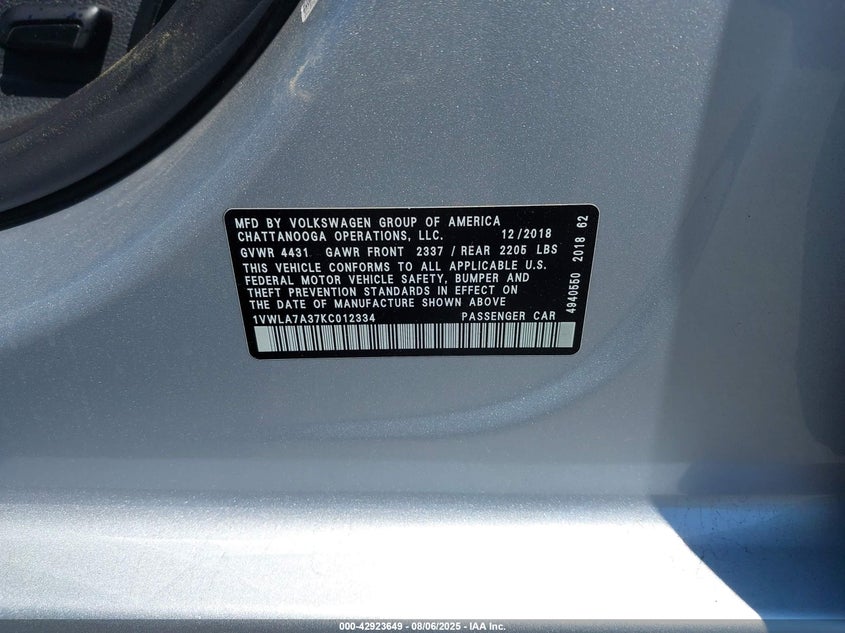 MFD BY VOLKSWAGEN GROUP OF AMERICA
CHATTANOOGA OPERATIONS, LLC. 12/2018
GVWR 4431 GAWR FRONT 2337 / REAR 2205 LBS
THIS VEHICLE CONFORMS TO ALL APPLICABLE U.S.
FEDERAL MOTOR VEHICLE SAFETY, BUMPER AND
THEFT PREVENTION STANDARDS IN EFFECT ON
THE DATE OF MANUFACTURE SHOWN ABOVE
1VWLA7A37KC012334 PASSENGER CAR
4940550 2018 62
000-42923649 - 08/06/2025 - IAA Inc.